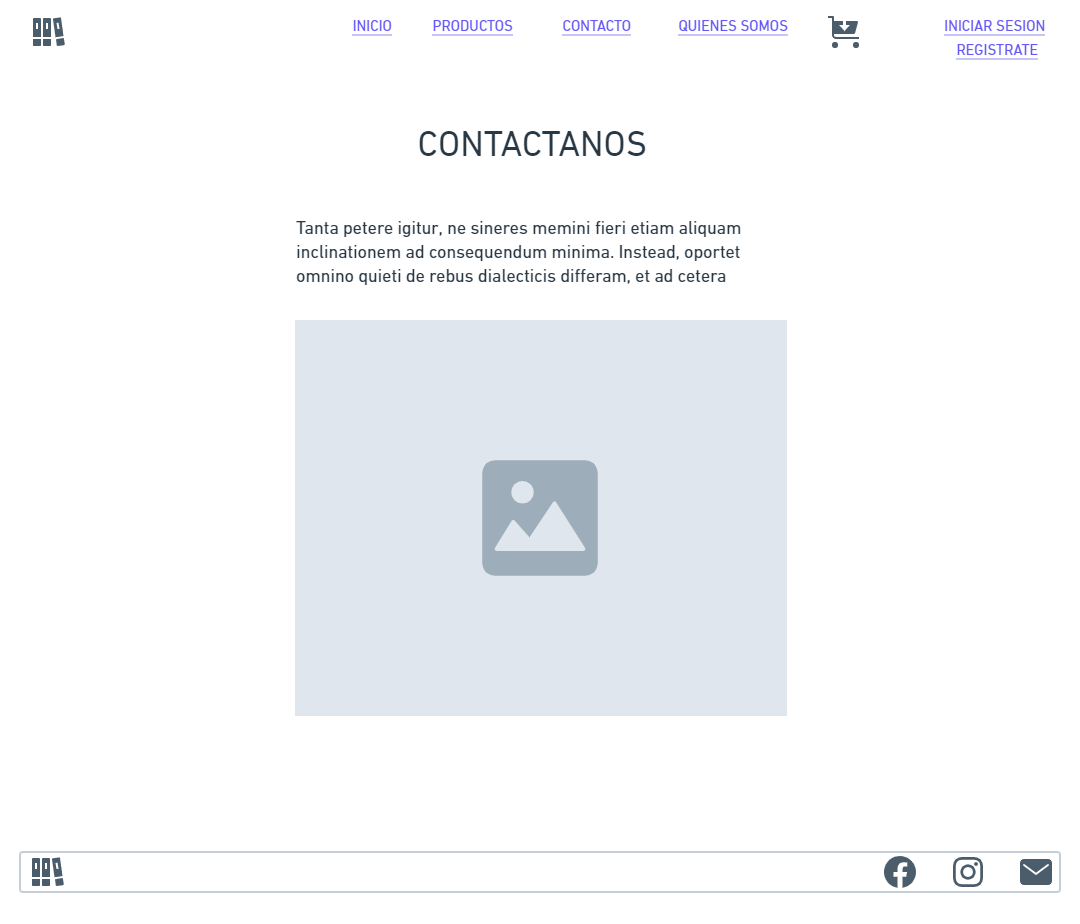 INICIO PRODUCTOS CONTACTO QUIENES SOMOS INICIAR SESION
REGISTRATE
CONTACTANOS
Tanta petere igitur, ne sineres memini fieri etiam aliquam
inclinationem ad consequendum minima. Instead, oportet
omnino quieti de rebus dialecticis differam, et ad cetera